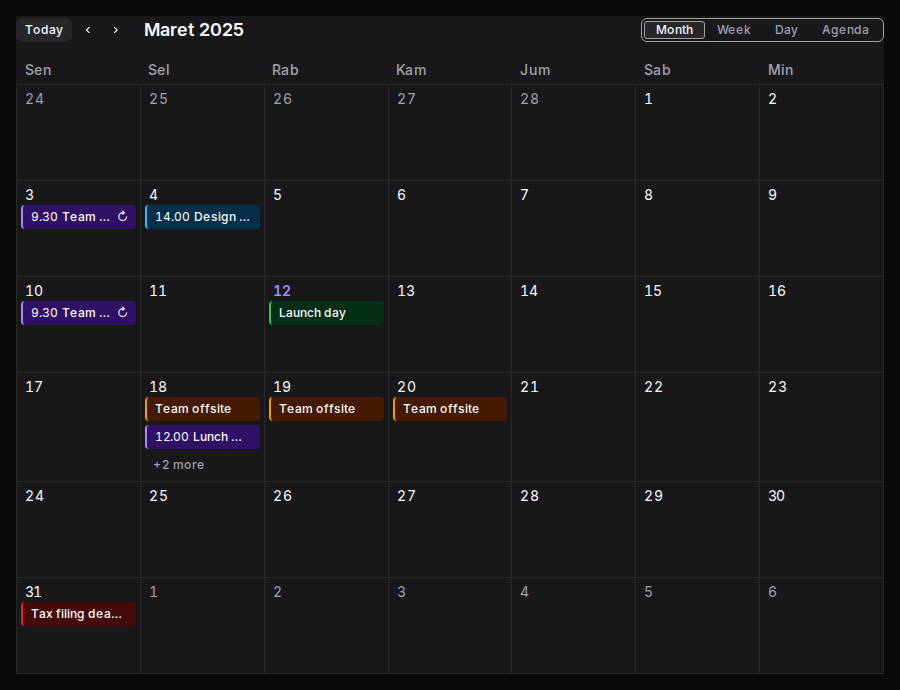 Today ‹ › Maret 2025 Month Week Day Agenda
Sen Sel Rab Kam Jum Sab Min
24 25 26 27 28 1 2
3 4 5 6 7 8 9
9.30 Team ... 14.00 Design ...
10 11 12 13 14 15 16
9.30 Team ... Launch day
17 18 19 20 21 22 23
Team offsite Team offsite Team offsite
12.00 Lunch ...
+2 more
24 25 26 27 28 29 30
31 1 2 3 4 5 6
Tax filing dea...